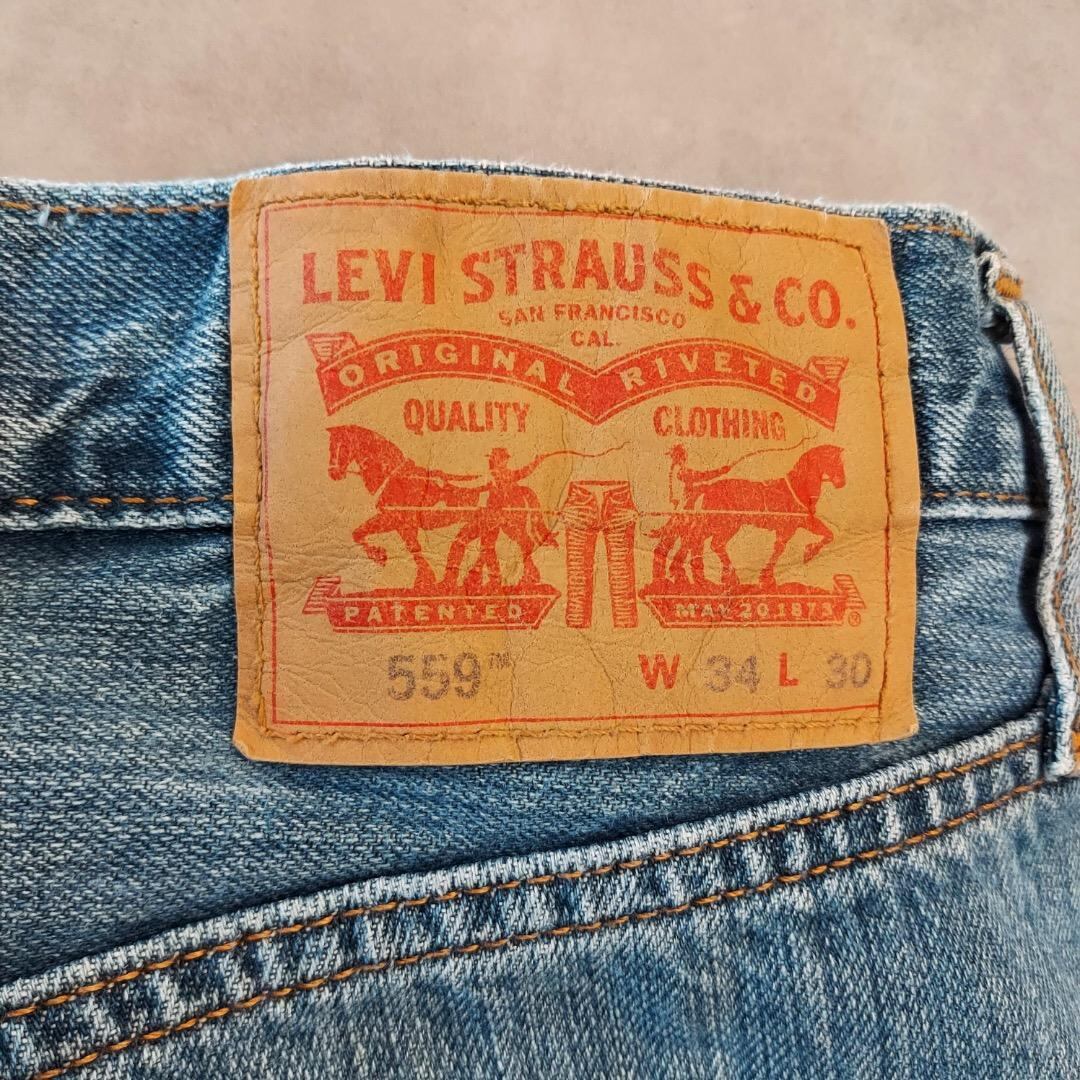 LEVI STRAUSS & CO.
SAN FRANCISCO
CAL.
ORIGINAL RIVETED
QUALITY CLOTHING
PATENTED MAY 20 1873 ®
559™ W 34 L 30